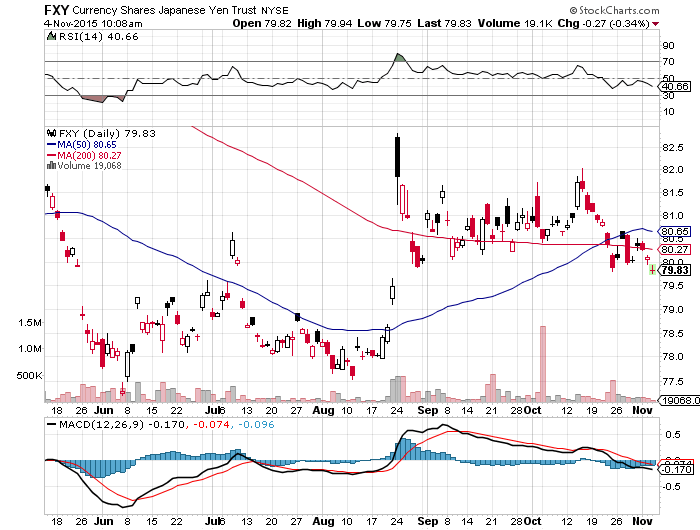 FXY Currency Shares Japanese Yen Trust NYSE © StockCharts.com
4-Nov-2015 10:08am Open 79.82 High 79.94 Low 79.75 Last 79.83 Volume 19.1K Chg -0.27 (-0.34%)
RSI(14) 40.66
90
70
50
40.66
30
10
FXY (Daily) 79.83
MA(50) 80.65
MA(200) 80.27
Volume 19,068
82.5
82.0
81.5
81.0
80.65
80.5
80.27
80.0
79.83
79.5
79.0
78.5
78.0
77.5
1.5M
1.0M
500K
19068.0
18 26 Jun 8 15 22 Jul6 13 20 27 Aug 10 17 24 Sep 8 14 21 28 Oct 12 19 26 Nov
MACD(12,26,9) -0.170, -0.074, -0.096
0.5
0.0
-0.170
-0.5
18 26 Jun 8 15 22 Jul6 13 20 27 Aug 10 17 24 Sep 8 14 21 28 Oct 12 19 26 Nov